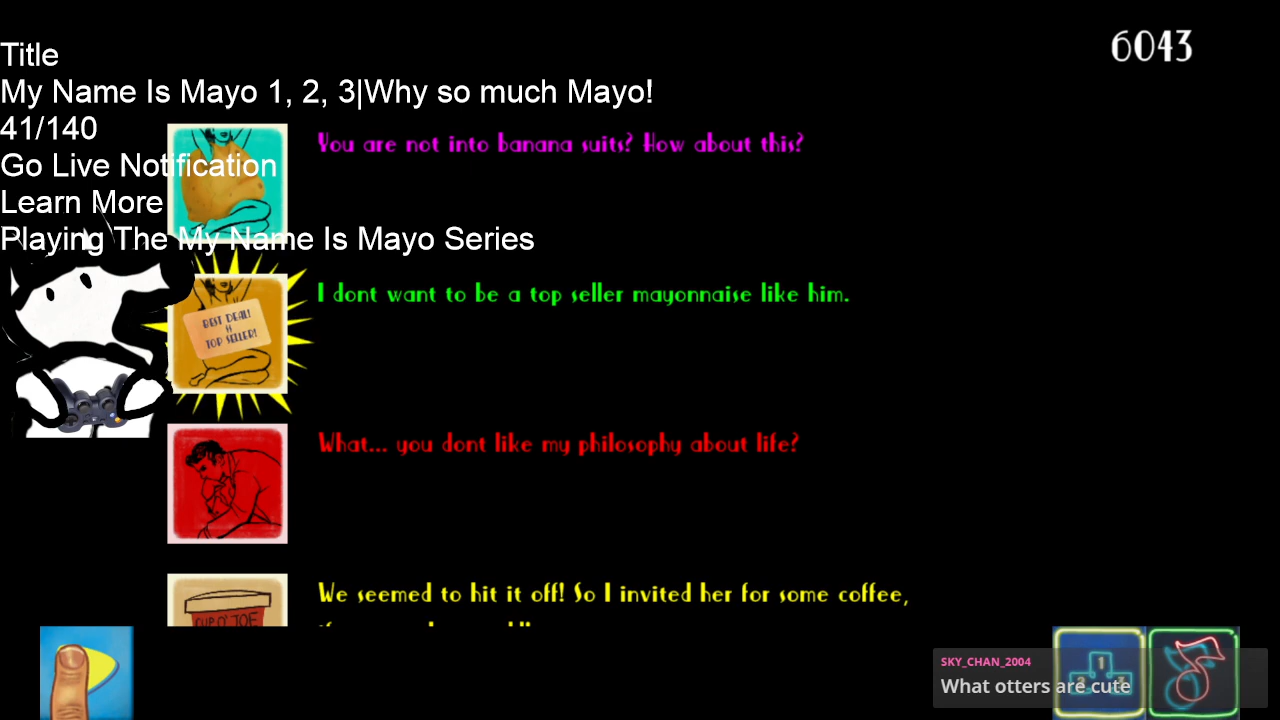 6043
Title
My Name Is Mayo 1, 2, 3|Why so much Mayo!
41/140
You are not into banana suits? How about this?
Go Live Notification
Learn More
Playing The My Name Is Mayo Series
I dont want to be a top seller mayonnaise like him.
BEST DEAL!
TOP SELLER!
What... you dont like my philosophy about life?
We seemed to hit it off! So I invited her for some coffee,
CUP O' JOE
SKY_CHAN_2004
1
What otters are cute